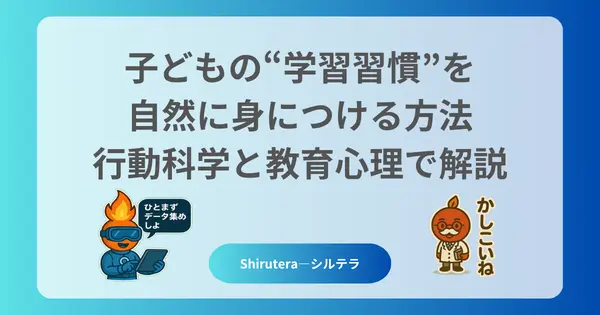 子どもの“学習習慣”を
自然に身につける方法
行動科学と教育心理で解説
ひとまず
データ集め
しよ
かしこいね
Shirutera―シルテラ